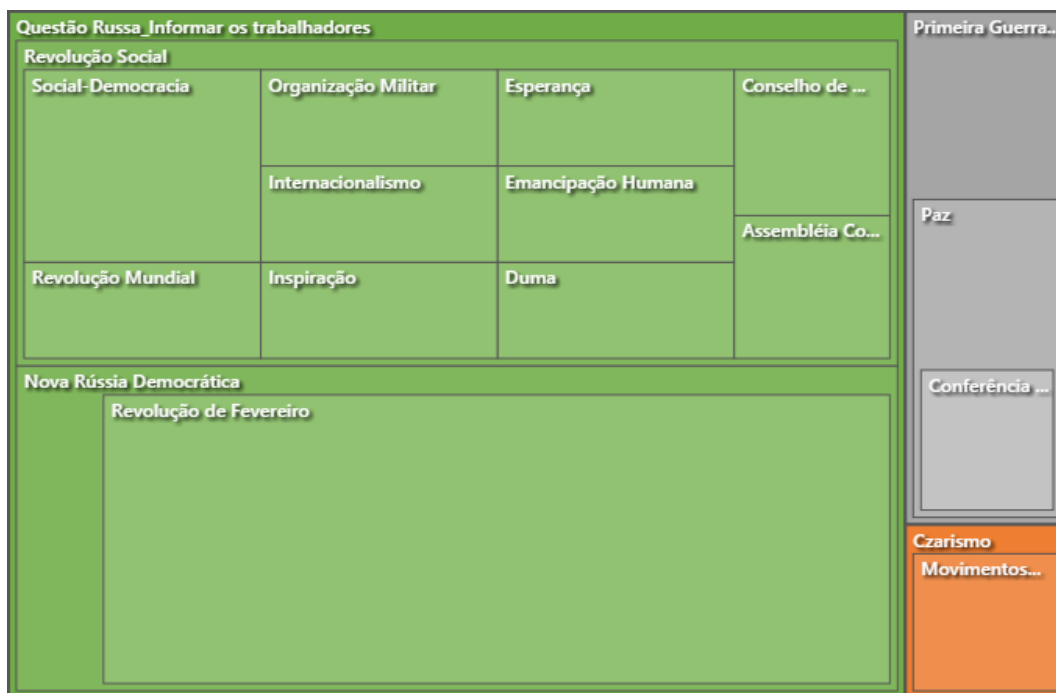 Questão Russa_Informar os trabalhadores
Revolução Social
Social-Democracia
Organização Militar
Esperança
Conselho de ...
Internacionalismo
Emancipação Humana
Assembléia Co...
Revolução Mundial
Inspiração
Duma
Nova Rússia Democrática
Revolução de Fevereiro
Primeira Guerra..
Paz
Conferência ...
Czarismo
Movimentos...